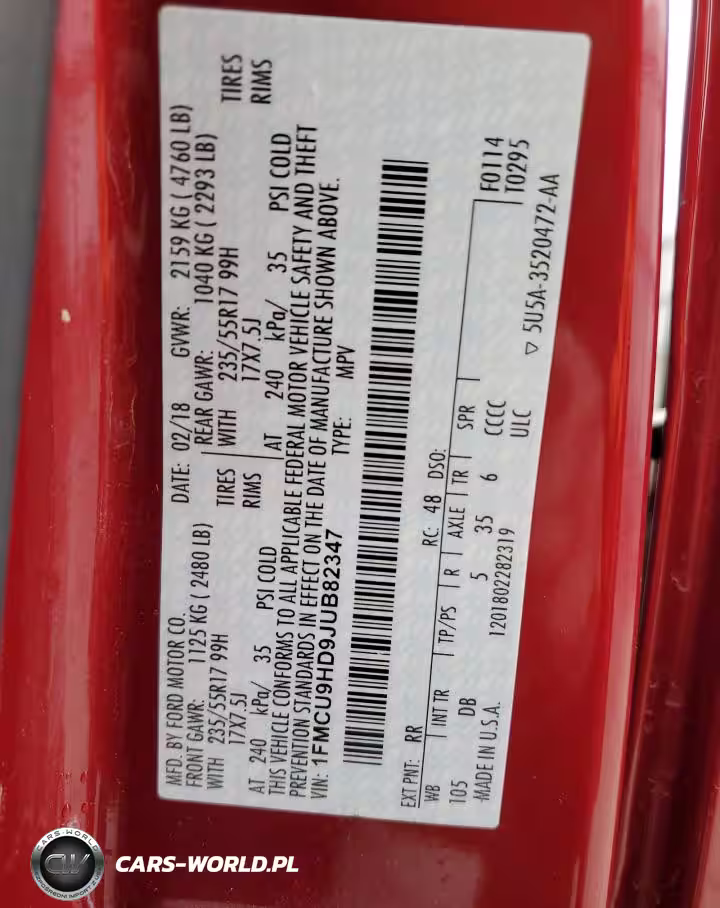 MFD. BY FORD MOTOR CO.
DATE: 02/18 GVWR: 2159 KG ( 4760 LB)
FRONT GAWR: 1125 KG ( 2480 LB) REAR GAWR: 1040 KG ( 2293 LB)
WITH 235/55R17 99H TIRES WITH 235/55R17 99H TIRES
17X7.5J RIMS 17X7.5J RIMS
AT 240 kPa/ 35 PSI COLD AT 240 kPa/ 35 PSI COLD
THIS VEHICLE CONFORMS TO ALL APPLICABLE FEDERAL MOTOR VEHICLE SAFETY AND THEFT
PREVENTION STANDARDS IN EFFECT ON THE DATE OF MANUFACTURE SHOWN ABOVE.
VIN: 1FMCU9HD9JUB82347 TYPE: MPV
EXT PNT: RR RC: 48 DSO:
WB INT TR TP/PS R AXLE TR SPR F0114
105 DB 5 35 6 CCCC T0295
ULC
MADE IN U.S.A. 1201802282319 ▽ 5U5A-3520472-AA
CARS-WORLD
CW
CARS-WORLD.PL